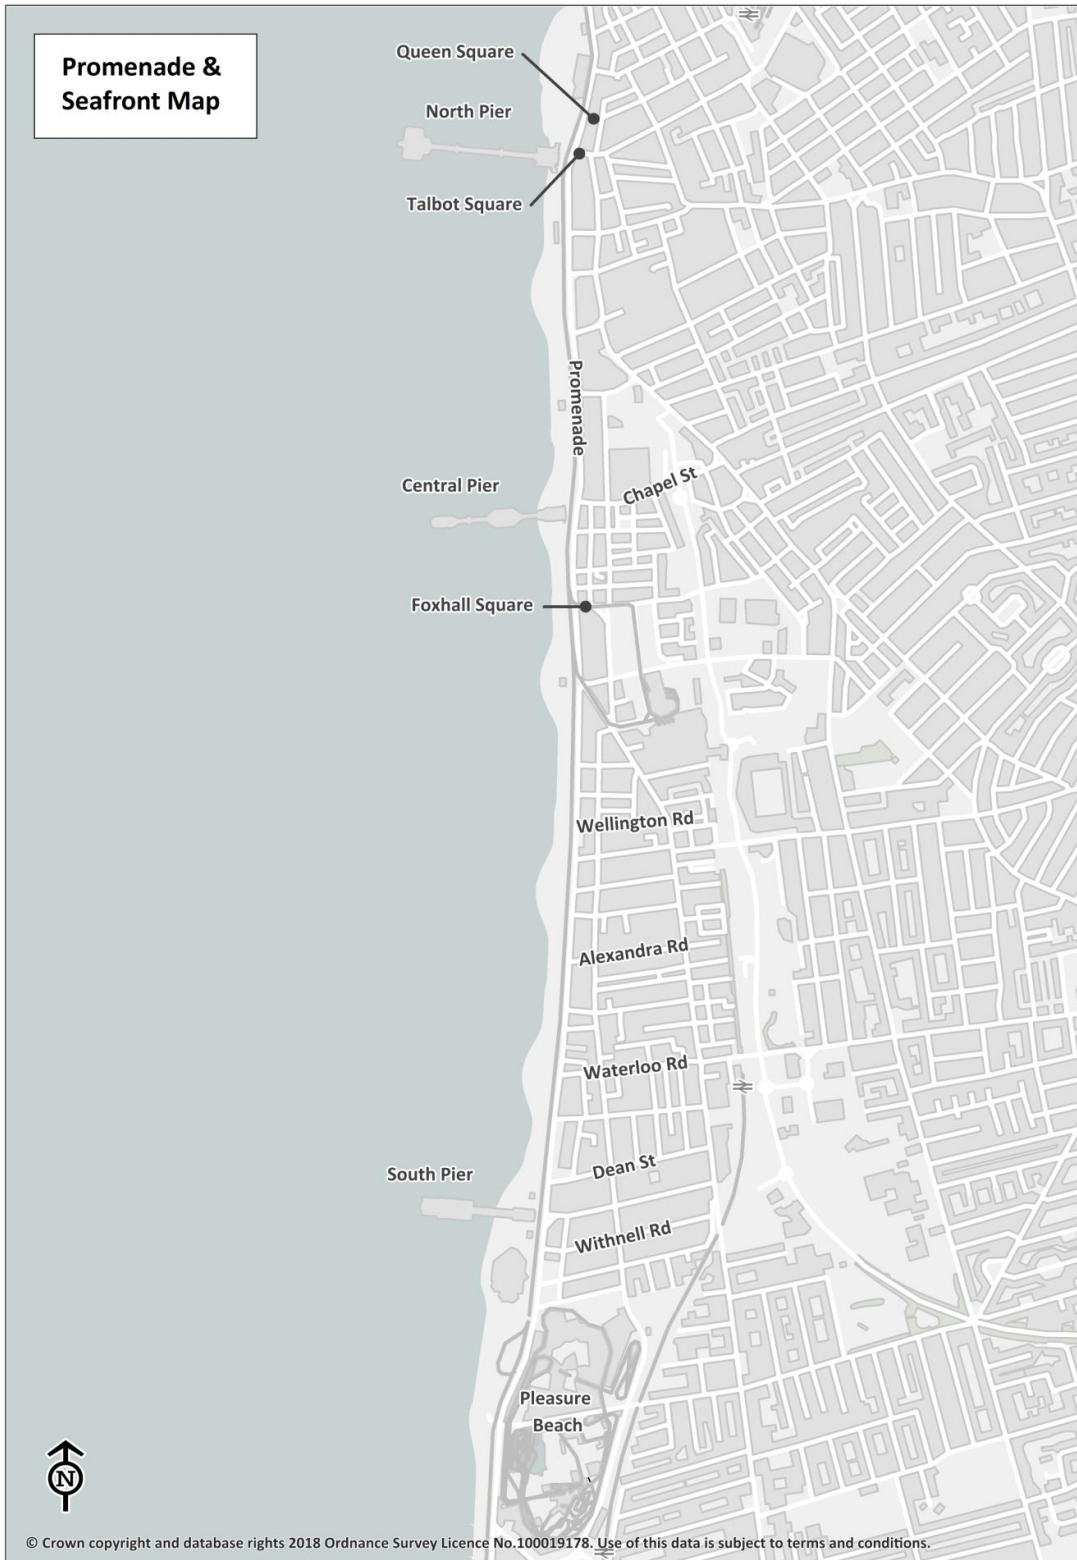 Promenade &
Seafront Map
Queen Square
North Pier
Talbot Square
Promenade
Chapel St
Central Pier
Foxhall Square
Wellington Rd
Alexandra Rd
Waterloo Rd
Dean St
South Pier
Withnell Rd
Pleasure
Beach
N
© Crown copyright and database rights 2018 Ordnance Survey Licence No.100019178. Use of this data is subject to terms and conditions.